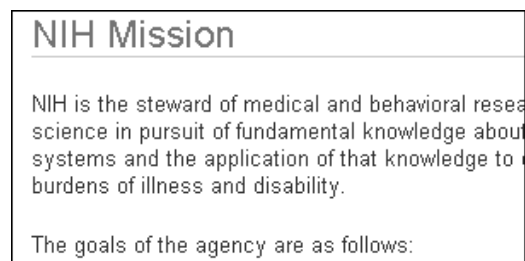 NIH Mission
NIH is the steward of medical and behavioral
science in pursuit of fundamental knowledge about
systems and the application of that knowledge to
burdens of illness and disability.
The goals of the agency are as follows: